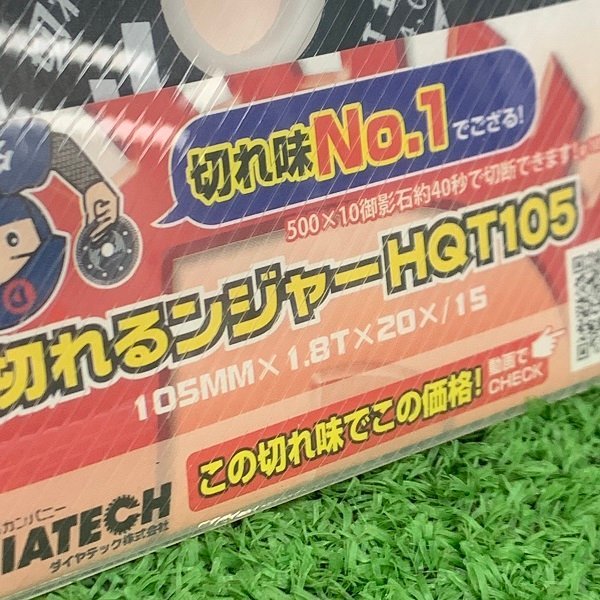 切れ味No.1でござる!
500×10御影石約40秒で切断できます!
切れるンジャーHQT105
105MM×1.8T×20×/15
動画で
CHECK
この切れ味でこの価格!
カンパニー
IATECH
ダイヤテック株式会社